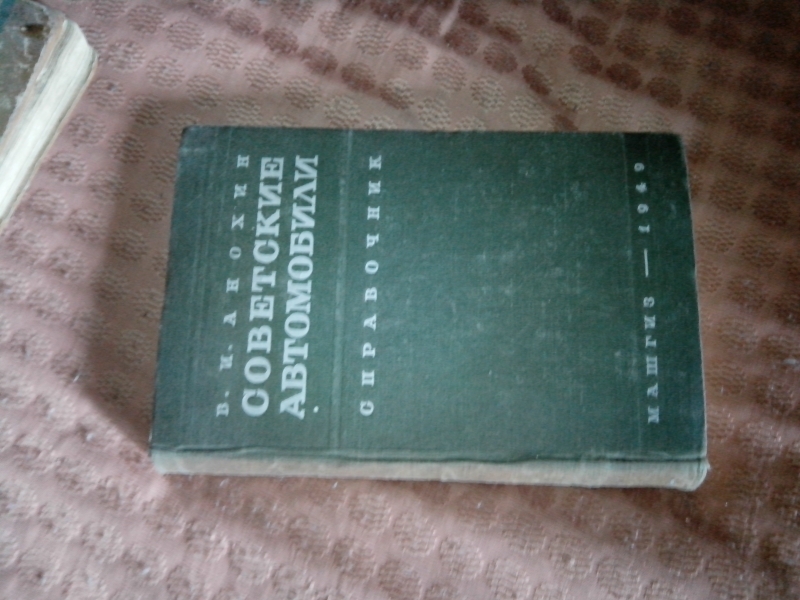 В. И. АНОХИН
СОВЕТСКИЕ
АВТОМОБИЛИ
СПРАВОЧНИК
МАШГИЗ — 1949